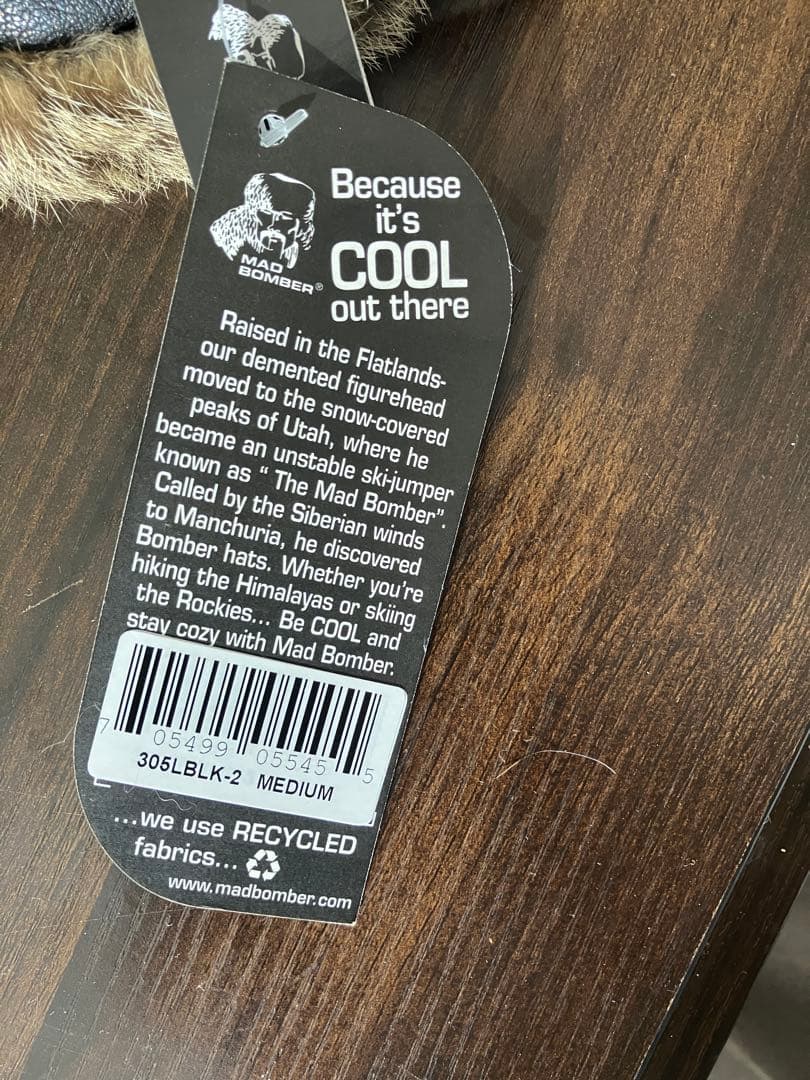 MAD
BOMBER®
Because
it's
COOL
out there
Raised in the Flatlands-
our demented figurehead
moved to the snow-covered
peaks of Utah, where he
became an unstable ski-jumper
known as “ The Mad Bomber”.
Called by the Siberian winds
to Manchuria, he discovered
Bomber hats. Whether you're
hiking the Himalayas or skiing
the Rockies... Be COOL and
stay cozy with Mad Bomber.
7 05499 05545 5
305LBLK-2 MEDIUM
...we use RECYCLED
fabrics...
www.madbomber.com